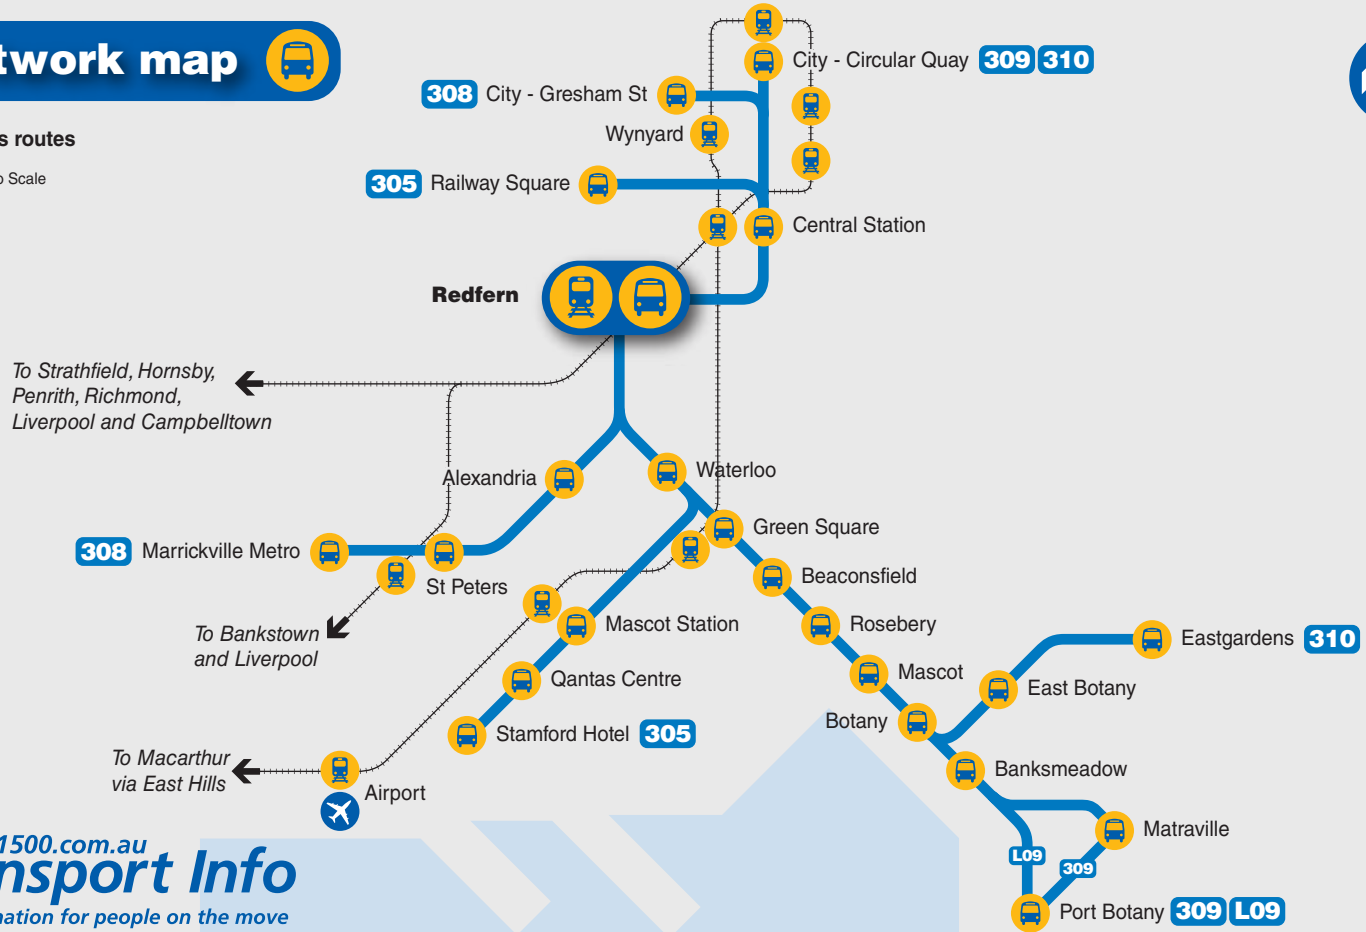 twork map
s routes
o Scale
City - Circular Quay 309 310
308 City - Gresham St
Wynyard
305 Railway Square
Central Station
Redfern
To Strathfield, Hornsby,
Penrith, Richmond,
Liverpool and Campbelltown
Alexandria
Waterloo
308 Marrickville Metro
St Peters
Green Square
Beaconsfield
To Bankstown
and Liverpool
Mascot Station
Rosebery
Eastgardens 310
Qantas Centre
Mascot
East Botany
Stamford Hotel 305
Botany
To Macarthur
via East Hills
Airport
Banksmeadow
Matraville
L09
309
Port Botany 309 L09
1500.com.au
nsport Info
nation for people on the move